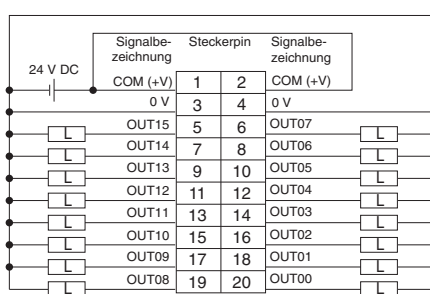 Signalbe- Steckerpin Signalbe-
zeichnung zeichnung
24 V DC
COM (+V) 1 2 COM (+V)
0 V 3 4 0 V
L OUT15 5 6 OUT07 L
L OUT14 7 8 OUT06 L
L OUT13 9 10 OUT05 L
L OUT12 11 12 OUT04 L
L OUT11 13 14 OUT03 L
L OUT10 15 16 OUT02 L
L OUT09 17 18 OUT01 L
L OUT08 19 20 OUT00 L